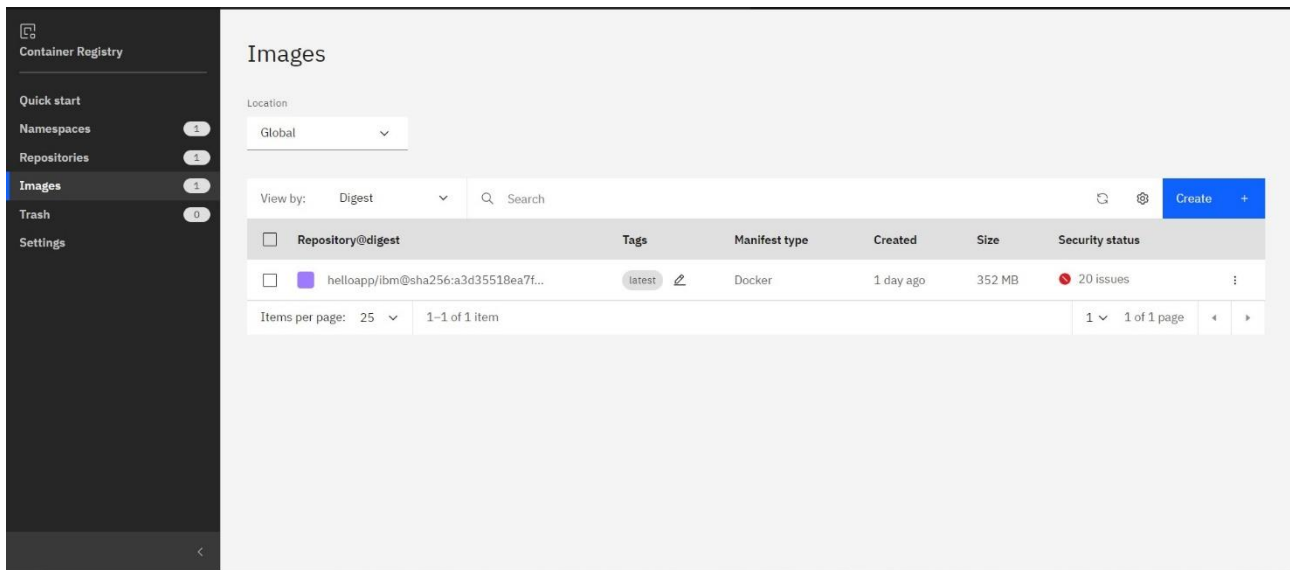 Container Registry
Quick start
Namespaces 1
Repositories 1
Images 1
Trash 0
Settings
Images
Location
Global
View by: Digest Search Create +
Repository@digest Tags Manifest type Created Size Security status
helloapp/ibm@sha256:a3d35518ea7f... latest Docker 1 day ago 352 MB 20 issues
Items per page: 25 1–1 of 1 item 1 1 of 1 page